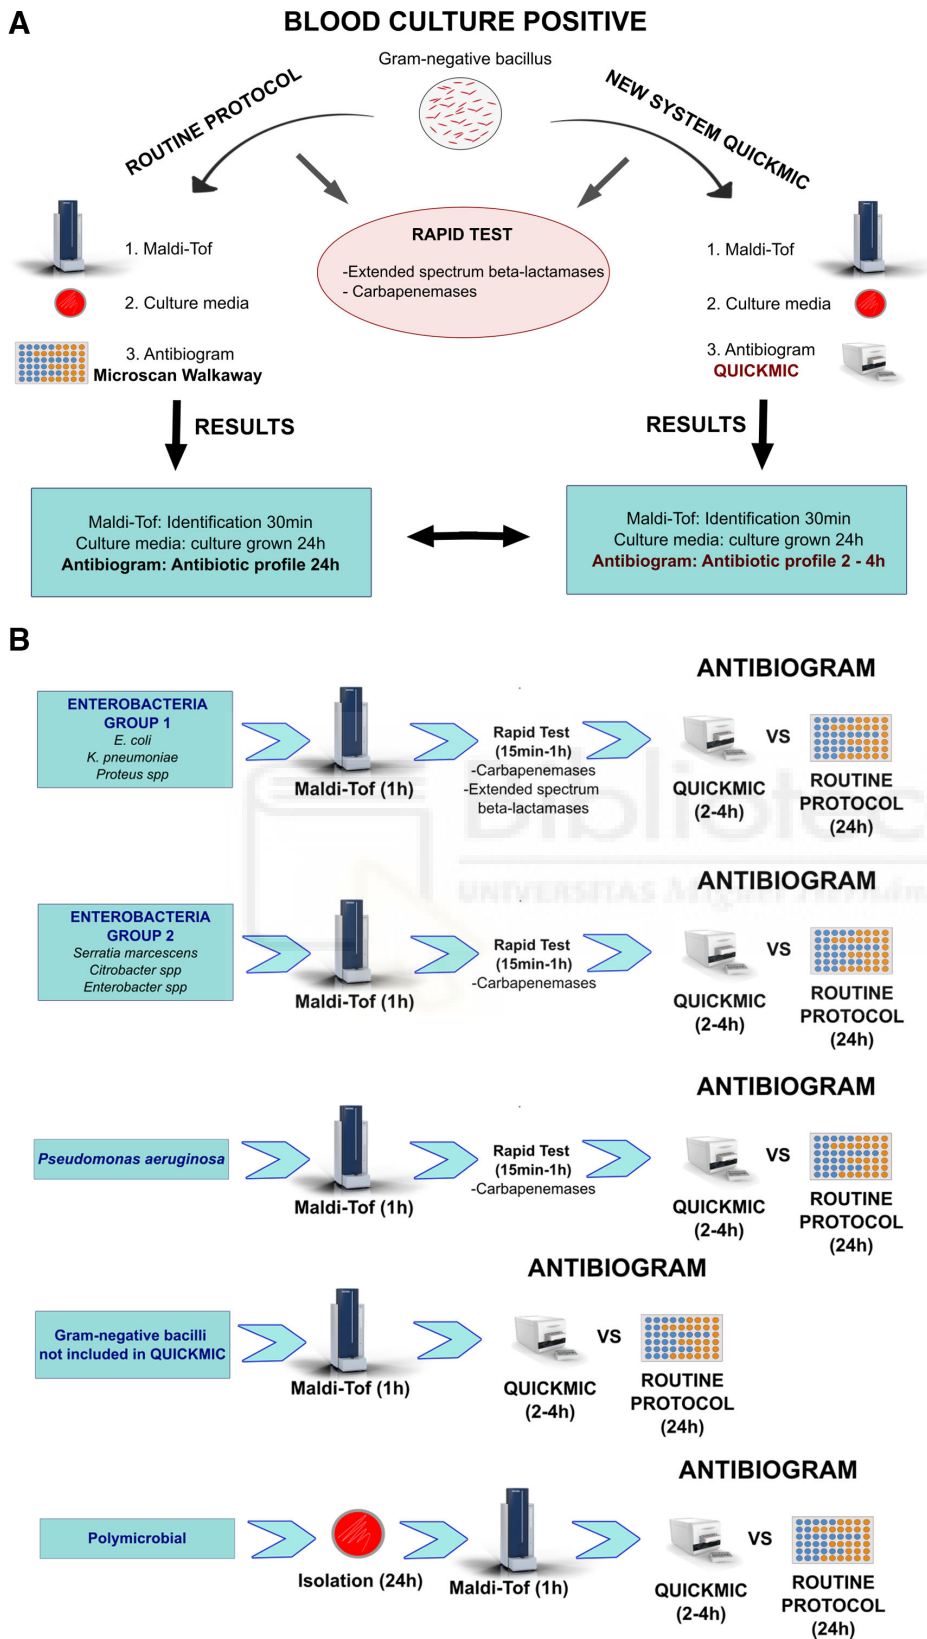 A
BLOOD CULTURE POSITIVE
Gram-negative bacillus
ROUTINE PROTOCOL
NEW SYSTEM QUICKMIC
RAPID TEST
-Extended spectrum beta-lactamases
- Carbapenemases
1. Maldi-Tof
2. Culture media
3. Antibiogram
Microscan Walkaway
1. Maldi-Tof
2. Culture media
3. Antibiogram
QUICKMIC
RESULTS
RESULTS
Maldi-Tof: Identification 30min
Culture media: culture grown 24h
Antibiogram: Antibiotic profile 24h
Maldi-Tof: Identification 30min
Culture media: culture grown 24h
Antibiogram: Antibiotic profile 2 - 4h
B
ANTIBIOGRAM
ENTEROBACTERIA
GROUP 1
E. coli
K. pneumoniae
Proteus spp
Maldi-Tof (1h)
Rapid Test
(15min-1h)
-Carbapenemases
-Extended spectrum
beta-lactamases
QUICKMIC
(2-4h)
VS
ROUTINE
PROTOCOL
(24h)
Bibliotec
UNIVERSITAS Miguel Hernánd
ANTIBIOGRAM
ENTEROBACTERIA
GROUP 2
Serratia marcescens
Citrobacter spp
Enterobacter spp
Maldi-Tof (1h)
Rapid Test
(15min-1h)
-Carbapenemases
QUICKMIC
(2-4h)
VS
ROUTINE
PROTOCOL
(24h)
ANTIBIOGRAM
Pseudomonas aeruginosa
Maldi-Tof (1h)
Rapid Test
(15min-1h)
-Carbapenemases
QUICKMIC
(2-4h)
VS
ROUTINE
PROTOCOL
(24h)
ANTIBIOGRAM
Gram-negative bacilli
not included in QUICKMIC
Maldi-Tof (1h)
QUICKMIC
(2-4h)
VS
ROUTINE
PROTOCOL
(24h)
ANTIBIOGRAM
Polymicrobial
Isolation (24h)
Maldi-Tof (1h)
QUICKMIC
(2-4h)
VS
ROUTINE
PROTOCOL
(24h)